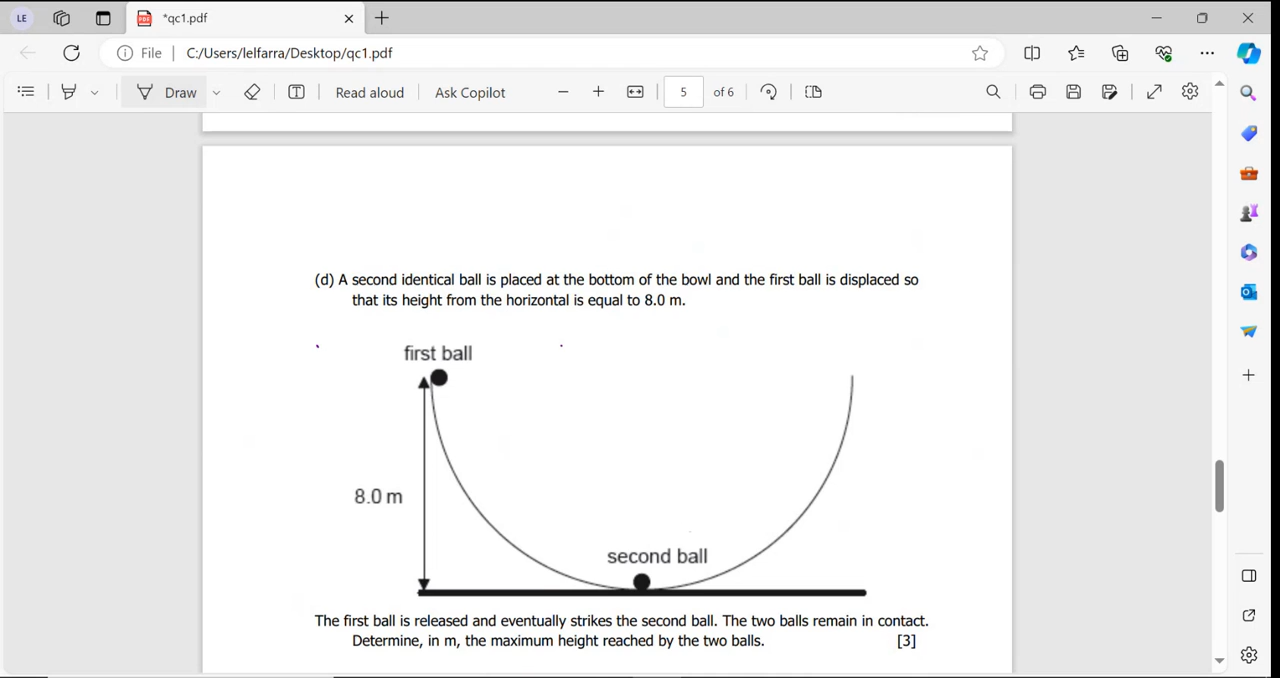 LE
*qc1.pdf
File
C:/Users/lelfarra/Desktop/qc1.pdf
Draw
Read aloud
Ask Copilot
5
of 6
(d) A second identical ball is placed at the bottom of the bowl and the first ball is displaced so
that its height from the horizontal is equal to 8.0 m.
first ball
8.0 m
second ball
The first ball is released and eventually strikes the second ball. The two balls remain in contact.
Determine, in m, the maximum height reached by the two balls. [3]